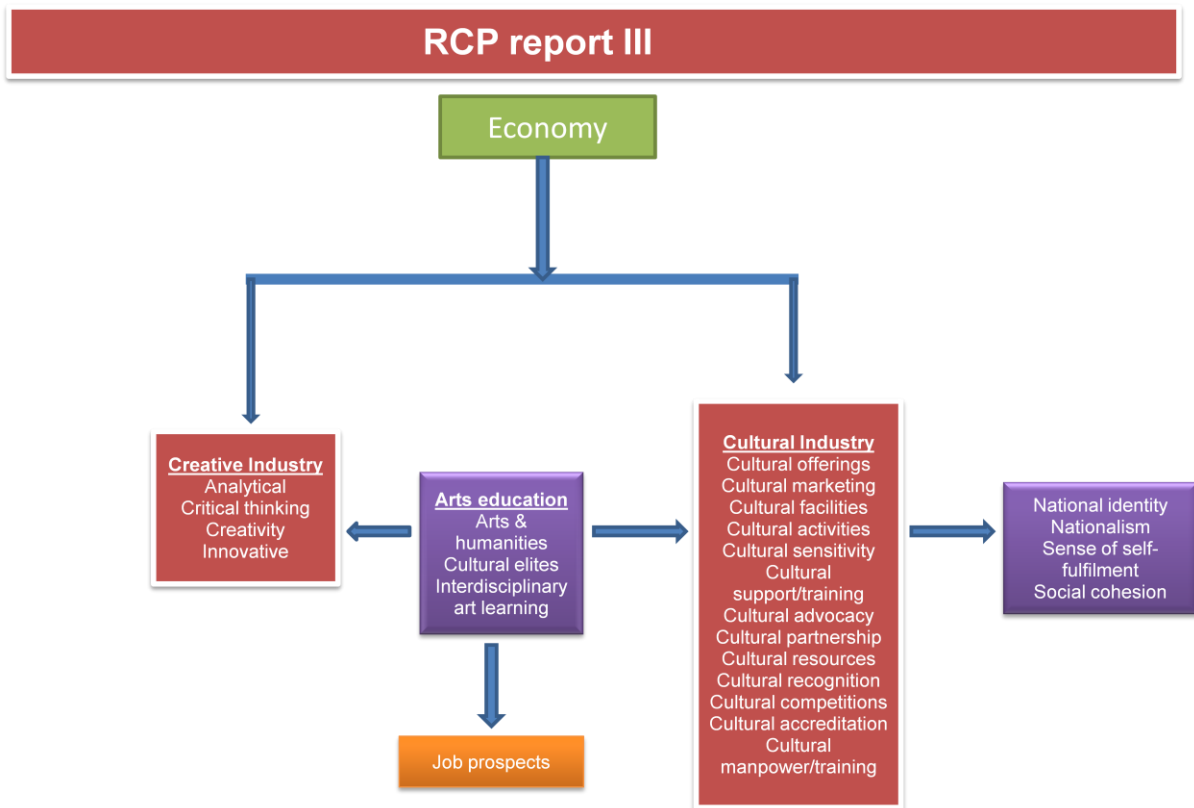 RCP report III
Economy
Creative Industry
Analytical
Critical thinking
Creativity
Innovative
Arts education
Arts &
humanities
Cultural elites
Interdisciplinary
art learning
Job prospects
Cultural Industry
Cultural offerings
Cultural marketing
Cultural facilities
Cultural activities
Cultural sensitivity
Cultural
support/training
Cultural advocacy
Cultural partnership
Cultural resources
Cultural recognition
Cultural competitions
Cultural accreditation
Cultural
manpower/training
National identity
Nationalism
Sense of self-
fulfilment
Social cohesion